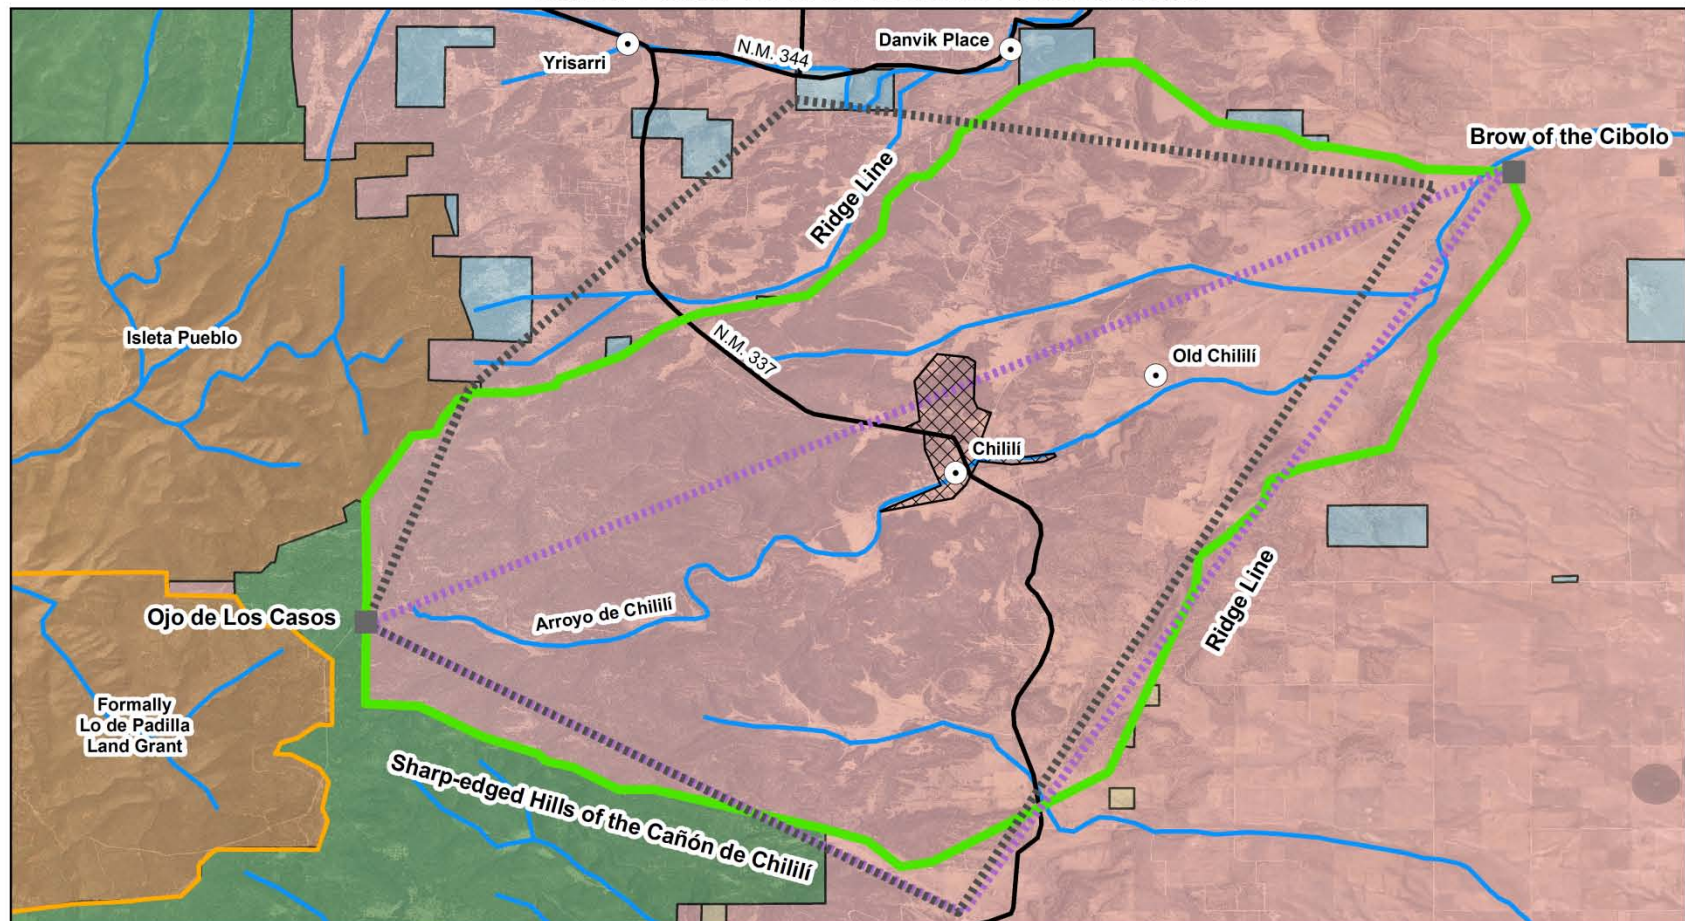 Yrisarri
N.M. 344
Danvik Place
Brow of the Cibolo
Ridge Line
Isleta Pueblo
N.M. 337
Old Chililí
Chililí
Ojo de Los Casos
Arroyo de Chililí
Ridge Line
Formally
Lo de Padilla
Land Grant
Sharp-edged Hills of the Cañón de Chililí